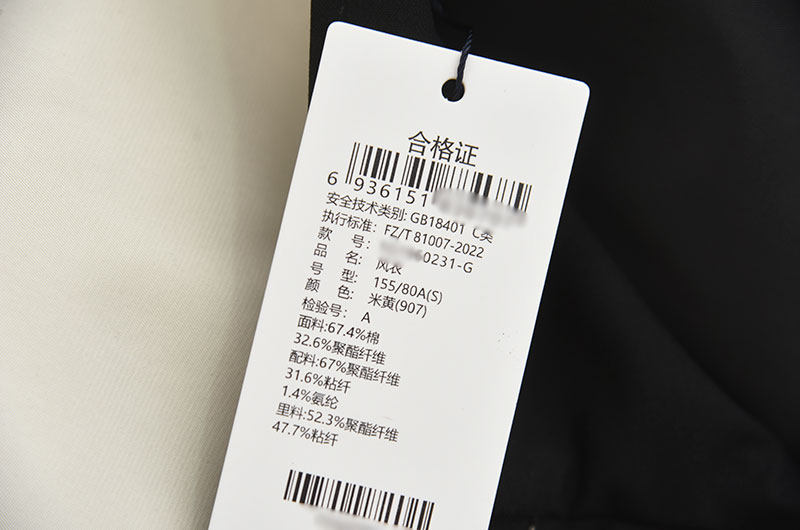 合格证
6 936151
安全技术类别: GB18401 C类
执行标准: FZ/T 81007-2022
款 号: 0231-G
品 名: 风衣
号 型: 155/80A(S)
颜 色: 米黄(907)
检验号: A
面料:67.4%棉
32.6%聚酯纤维
配料:67%聚酯纤维
31.6%粘纤
1.4%氨纶
里料:52.3%聚酯纤维
47.7%粘纤